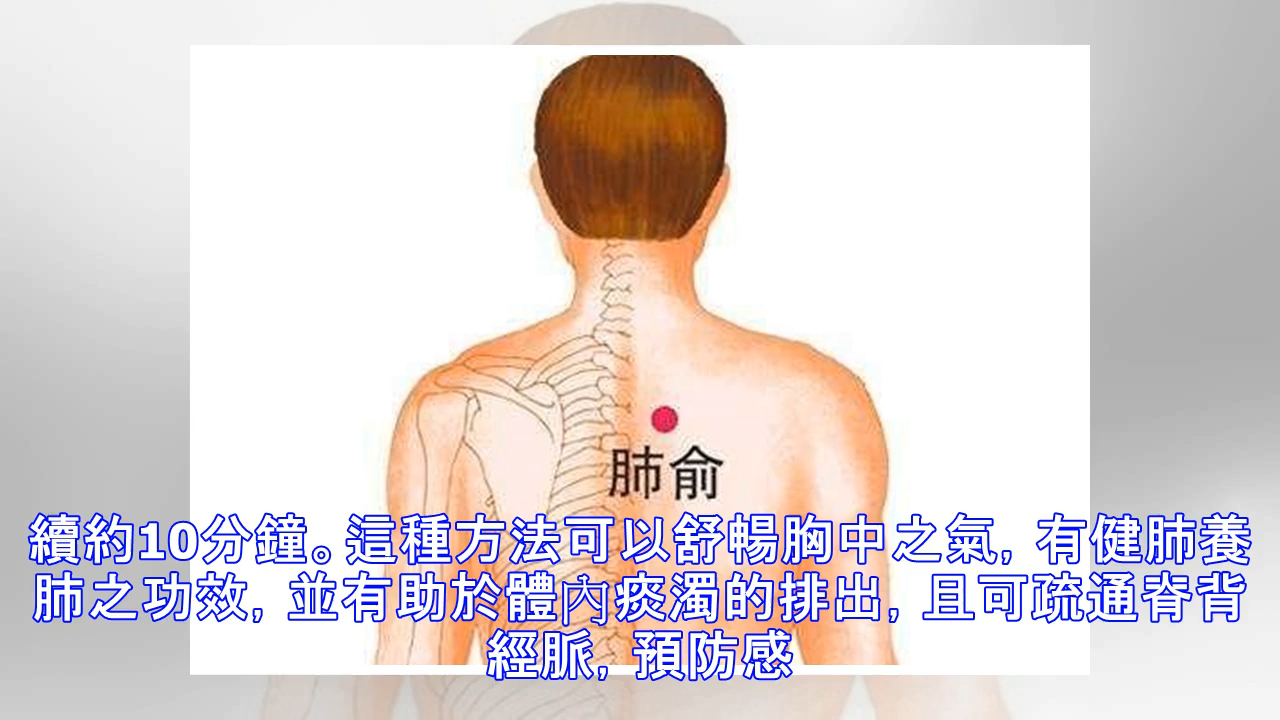 肺俞
續約10分鐘。這種方法可以舒暢胸中之氣, 有健肺養
肺之功效, 並有助於體內痰濁的排出, 且可疏通脊背
經脈, 預防感